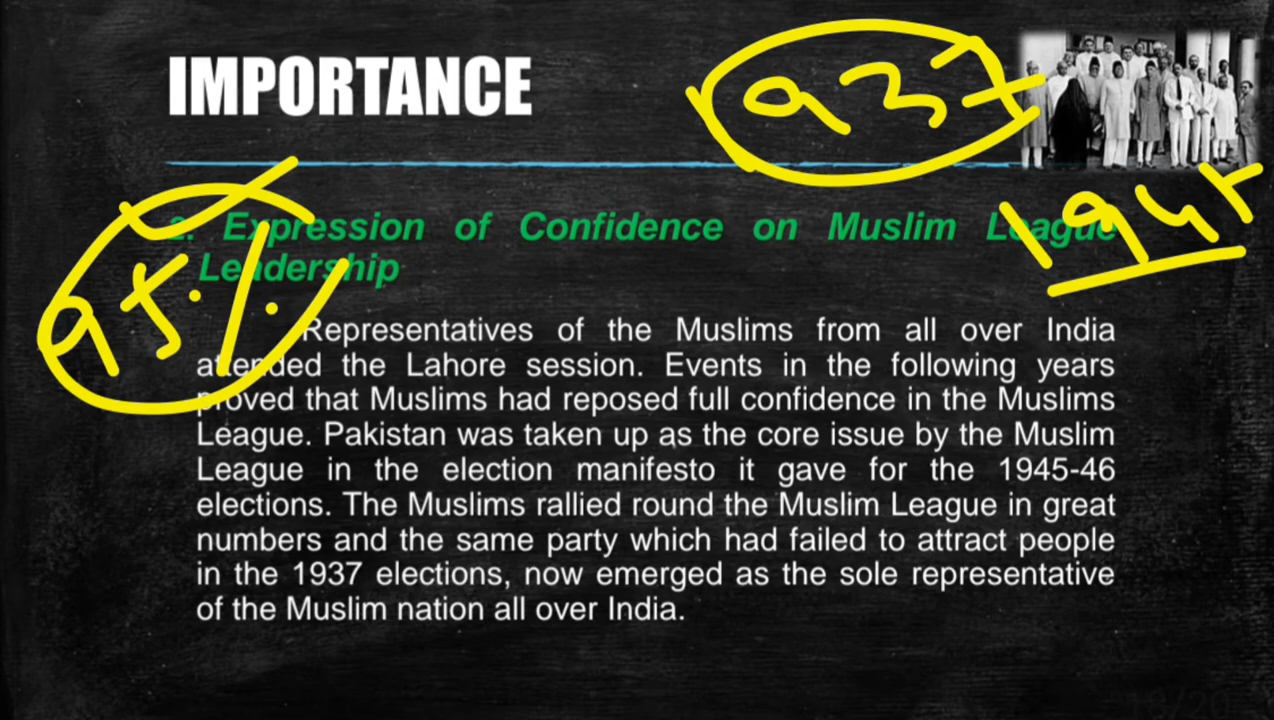 IMPORTANCE
937
1945
95%
2. Expression of Confidence on Muslim League
Leadership
Representatives of the Muslims from all over India
attended the Lahore session. Events in the following years
proved that Muslims had reposed full confidence in the Muslims
League. Pakistan was taken up as the core issue by the Muslim
League in the election manifesto it gave for the 1945-46
elections. The Muslims rallied round the Muslim League in great
numbers and the same party which had failed to attract people
in the 1937 elections, now emerged as the sole representative
of the Muslim nation all over India.